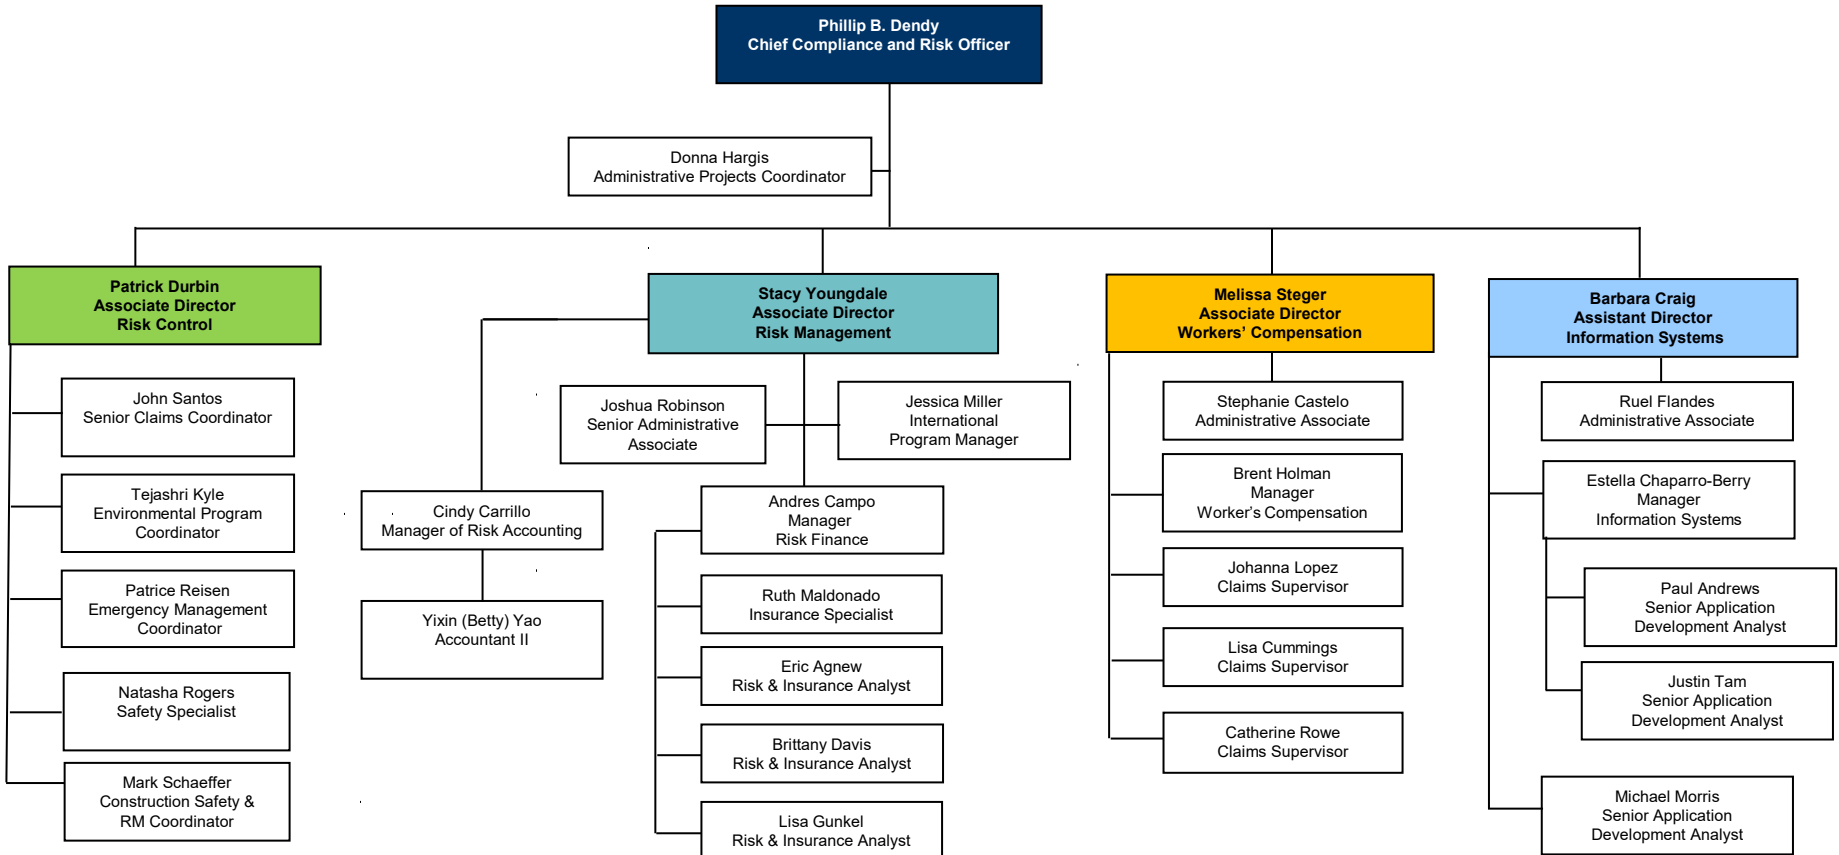 Phillip B. Dendy
Chief Compliance and Risk Officer
Donna Hargis
Administrative Projects Coordinator
Patrick Durbin
Associate Director
Risk Control
John Santos
Senior Claims Coordinator
Tejashri Kyle
Environmental Program
Coordinator
Patrice Reisen
Emergency Management
Coordinator
Natasha Rogers
Safety Specialist
Mark Schaeffer
Construction Safety &
RM Coordinator
Stacy Youngdale
Associate Director
Risk Management
Joshua Robinson
Senior Administrative
Associate
Jessica Miller
International
Program Manager
Cindy Carrillo
Manager of Risk Accounting
Yixin (Betty) Yao
Accountant II
Andres Campo
Manager
Risk Finance
Ruth Maldonado
Insurance Specialist
Eric Agnew
Risk & Insurance Analyst
Brittany Davis
Risk & Insurance Analyst
Lisa Gunkel
Risk & Insurance Analyst
Melissa Steger
Associate Director
Workers’ Compensation
Stephanie Castelo
Administrative Associate
Brent Holman
Manager
Worker’s Compensation
Johanna Lopez
Claims Supervisor
Lisa Cummings
Claims Supervisor
Catherine Rowe
Claims Supervisor
Barbara Craig
Assistant Director
Information Systems
Ruel Flandes
Administrative Associate
Estella Chaparro-Berry
Manager
Information Systems
Paul Andrews
Senior Application
Development Analyst
Justin Tam
Senior Application
Development Analyst
Michael Morris
Senior Application
Development Analyst